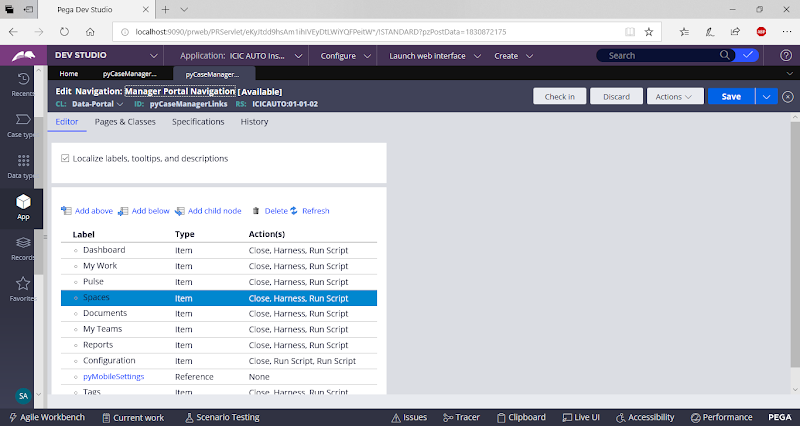 Pega Dev Studio
localhost:9090/prweb/PRServlet/eKyltdd9hsAm1ihlVEyDtLWiYQFPeitW*/!STANDARD?pzPostData=1830872175
DEV STUDIO
Application: ICIC AUTO Ins...
Configure
Launch web interface
Create
Search
Home
pyCaseManager...
pyCaseManager...
Edit Navigation: Manager Portal Navigation [Available]
CL: Data-Portal ID: pyCaseManagerLinks RS: ICICAUTO:01-01-02
Check in
Discard
Actions
Save
Recents
Case type
Data type
App
Records
Favorite
SA
Editor
Pages & Classes
Specifications
History
Localize labels, tooltips, and descriptions
Add above
Add below
Add child node
Delete
Refresh
Label Type Action(s)
Dashboard Item Close, Harness, Run Script
My Work Item Close, Harness, Run Script
Pulse Item Close, Harness, Run Script
Spaces Item Close, Harness, Run Script
Documents Item Close, Harness, Run Script
My Teams Item Close, Harness, Run Script
Reports Item Close, Harness, Run Script
Configuration Item Close, Run Script, Run Script
pyMobileSettings Reference None
Tags Item Close, Harness, Run Script
Agile Workbench
Current work
Scenario Testing
Issues
Tracer
Clipboard
Live UI
Accessibility
Performance
PEGA